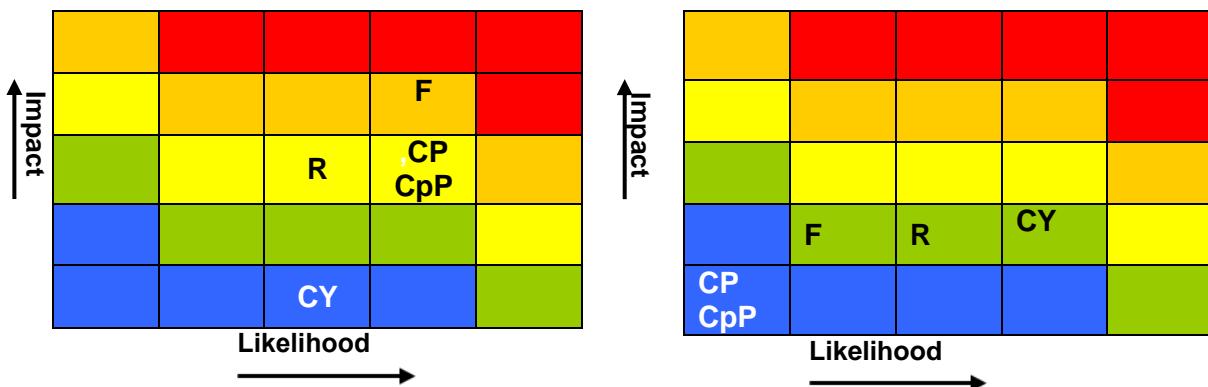 Impact
F
R
,CP
CpP
CY
Likelihood
Impact
F
R
CY
CP
CpP
Likelihood